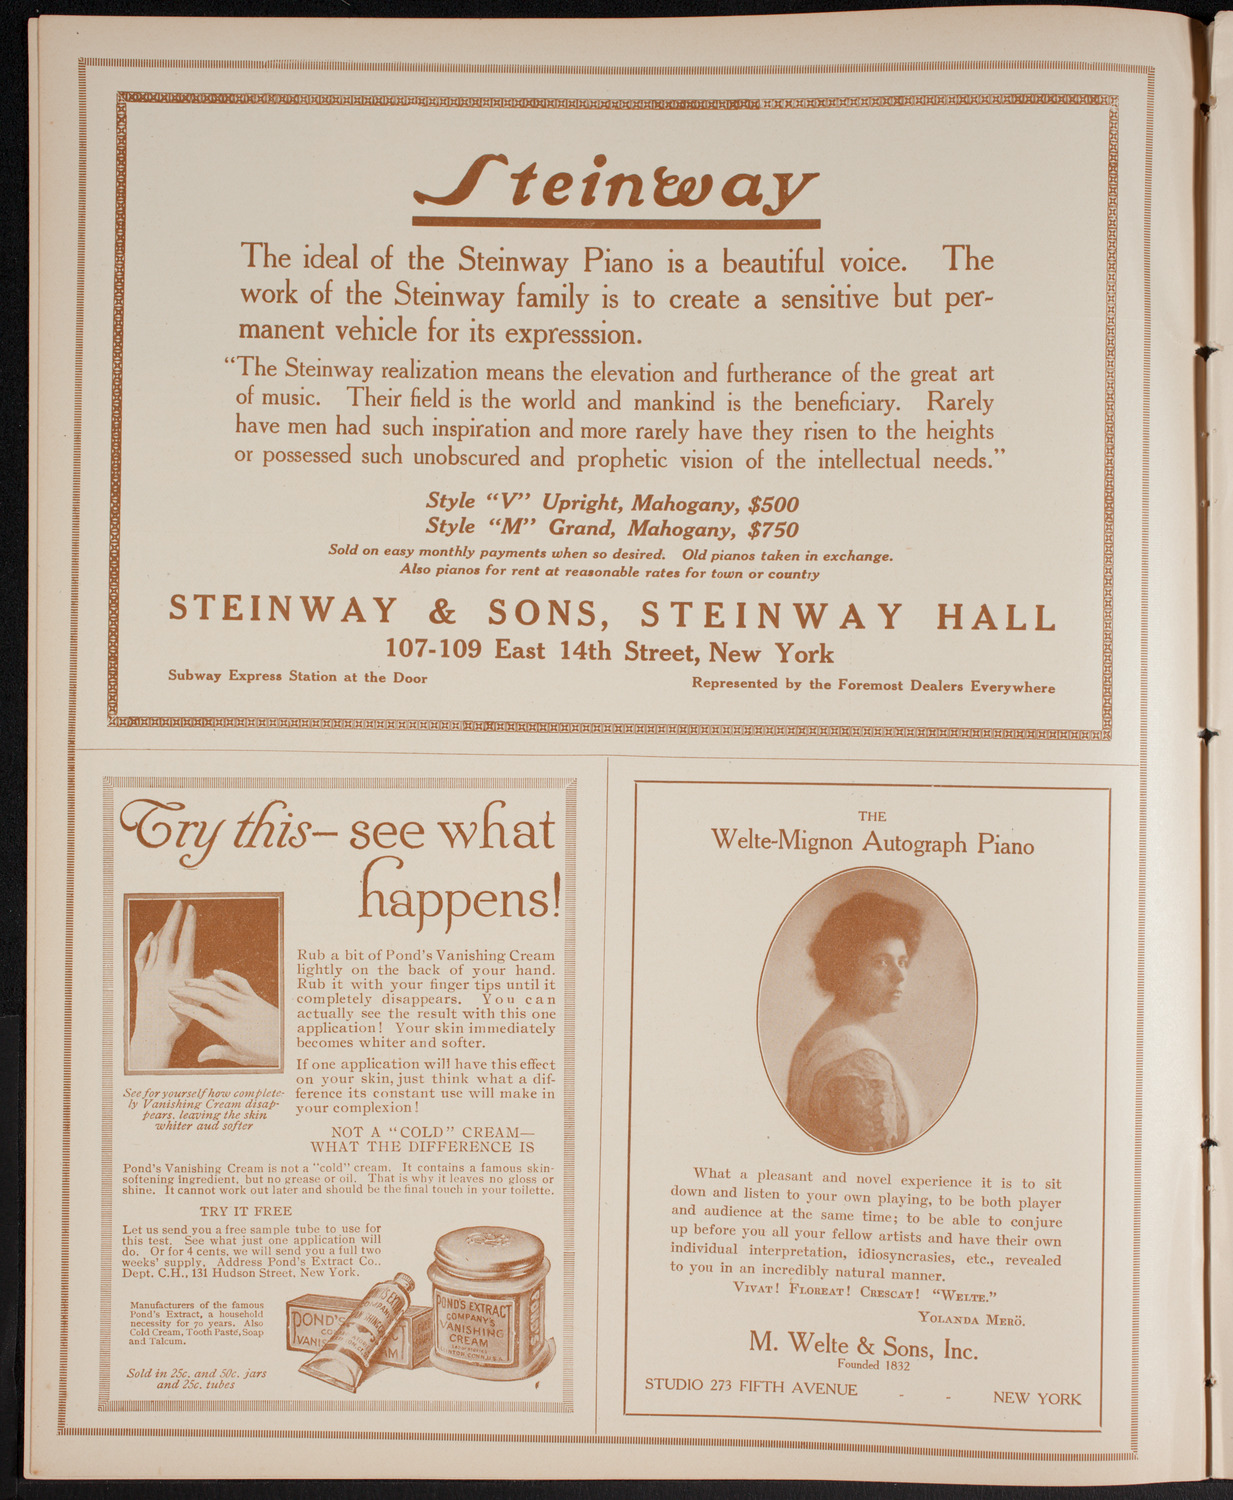 Steinway
The ideal of the Steinway Piano is a beautiful voice. The
work of the Steinway family is to create a sensitive but per-
manent vehicle for its expresssion.
“The Steinway realization means the elevation and furtherance of the great art
of music. Their field is the world and mankind is the beneficiary. Rarely
have men had such inspiration and more rarely have they risen to the heights
or possessed such unobscured and prophetic vision of the intellectual needs.”
Style “V” Upright, Mahogany, $500
Style “M” Grand, Mahogany, $750
Sold on easy monthly payments when so desired. Old pianos taken in exchange.
Also pianos for rent at reasonable rates for town or country
STEINWAY & SONS, STEINWAY HALL
107-109 East 14th Street, New York
Subway Express Station at the Door
Represented by the Foremost Dealers Everywhere
Try this—see what
happens!
Rub a bit of Pond's Vanishing Cream
lightly on the back of your hand.
Rub it with your finger tips until it
completely disappears. You can
actually see the result with this one
application! Your skin immediately
becomes whiter and softer.
If one application will have this effect
on your skin, just think what a dif-
ference its constant use will make in
your complexion!
See for yourself how complete-
ly Vanishing Cream disap-
pears, leaving the skin
whiter and softer
NOT A “COLD” CREAM—
WHAT THE DIFFERENCE IS
Pond's Vanishing Cream is not a “cold” cream. It contains a famous skin-
softening ingredient, but no grease or oil. That is why it leaves no gloss or
shine. It cannot work out later and should be the final touch in your toilette.
TRY IT FREE
Let us send you a free sample tube to use for
this test. See what just one application will
do. Or for 4 cents, we will send you a full two
weeks' supply. Address Pond's Extract Co.,
Dept. C.H., 131 Hudson Street, New York.
Manufacturers of the famous
Pond's Extract, a household
necessity for 70 years. Also
Cold Cream, Tooth Paste, Soap
and Talcum.
Sold in 25c. and 50c. jars
and 25c. tubes
POND'S
POND'S EXTRACT
COMPANY'S
VANISHING
CREAM
THE
Welte-Mignon Autograph Piano
What a pleasant and novel experience it is to sit
down and listen to your own playing, to be both player
and audience at the same time; to be able to conjure
up before you all your fellow artists and have their own
individual interpretation, idiosyncrasies, etc., revealed
to you in an incredibly natural manner.
VIVAT! FLOREAT! CRESCAT! “WELTE.”
YOLANDA MERÖ.
M. Welte & Sons, Inc.
Founded 1832
STUDIO 273 FIFTH AVENUE - - NEW YORK